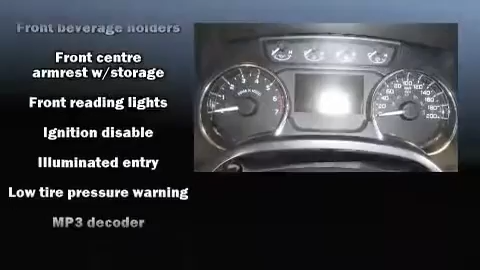 Front beverage holders
Front centre
armrest w/storage
Front reading lights
Ignition disable
Illuminated entry
Low tire pressure warning
MP3 decoder